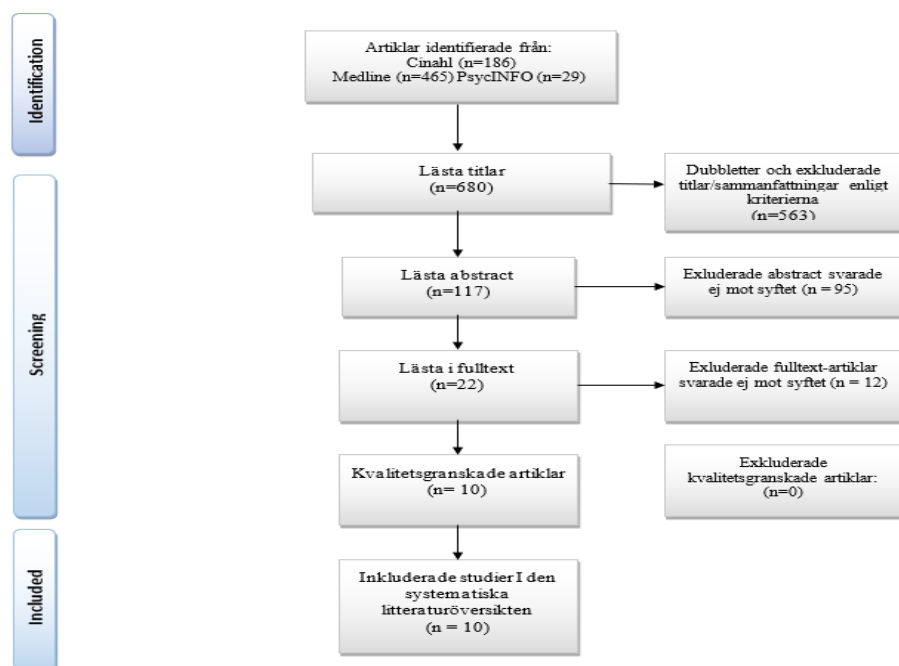 Identification
Artiklar identifierade från:
Cinahl (n=186)
Medline (n=465) PsycINFO (n=29)
Lästa titlar
(n=680)
Dubbletter och exkluderade
titlar/sammanfattningar enligt
kriterierna
(n=563)
Screening
Lästa abstract
(n=117)
Exluderade abstract svarade
ej mot syftet (n = 95)
Lästa i fulltext
(n=22)
Exluderade fulltext-artiklar
svarade ej mot syftet (n = 12)
Kvalitetsgranskade artiklar
(n= 10)
Exkluderade
kvalitetsgranskade artiklar:
(n=0)
Included
Inkluderade studier I den
systematiska
litteraturöversikten
(n = 10)